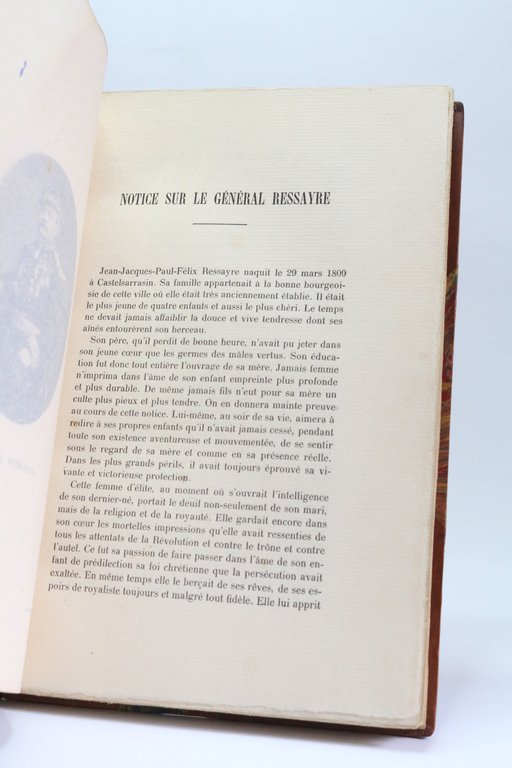 NOTICE SUR LE GÉNÉRAL RESSAYRE
Jean-Jacques-Paul-Félix Ressayre naquit le 29 mars 1809
à Castelsarrasin. Sa famille appartenait à la bonne bourgeoi-
sie de cette ville où elle était très anciennement établie. Il était
le plus jeune de quatre enfants et aussi le plus chéri. Le temps
ne devait jamais affaiblir la douce et vive tendresse dont ses
aînés entourèrent son berceau.
Son père, qu'il perdit de bonne heure, n'avait pu jeter dans
son jeune cœur que les germes des mâles vertus. Son éduca-
tion fut donc tout entière l'ouvrage de sa mère. Jamais femme
n'imprima dans l'âme de son enfant empreinte plus profonde
et plus durable. De même jamais fils n'eut pour sa mère un
culte plus pieux et plus tendre. On en donnera mainte preuve
au cours de cette notice. Lui-même, au soir de sa vie, aimera à
redire à ses propres enfants qu'il n'avait jamais cessé, pendant
toute son existence aventureuse et mouvementée, de se sentir
sous le regard de sa mère et comme en sa présence réelle.
Dans les plus grands périls, il avait toujours éprouvé sa vi-
vante et victorieuse protection.
Cette femme d'élite, au moment où s'ouvrait l'intelligence
de son dernier-né, portait le deuil non-seulement de son mari,
mais de la religion et de la royauté. Elle gardait encore dans
son cœur les mortelles impressions qu'elle avait ressenties de
tous les attentats de la Révolution et contre le trône et contre
l'autel. Ce fut sa passion de faire passer dans l'âme de son en-
fant de prédilection sa foi chrétienne que la persécution avait
exaltée. En même temps elle le berçait de ses rêves, de ses es-
poirs de royaliste toujours et malgré tout fidèle. Elle lui apprit